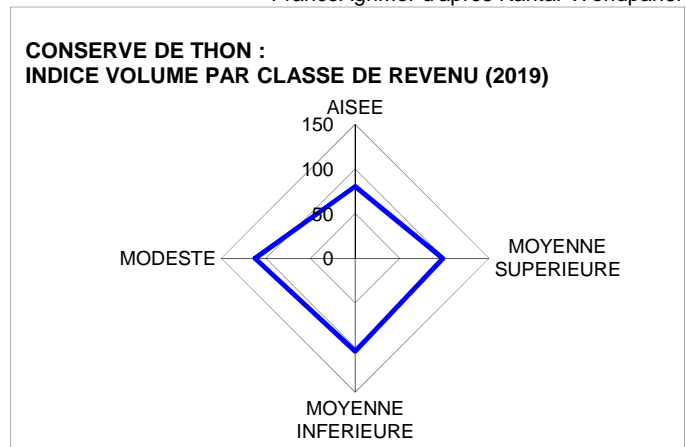 CONSERVE DE THON :
INDICE VOLUME PAR CLASSE DE REVENU (2019)
AISEE
150
100
50
0
MODESTE
MOYENNE
SUPERIEURE
MOYENNE
INFERIEURE